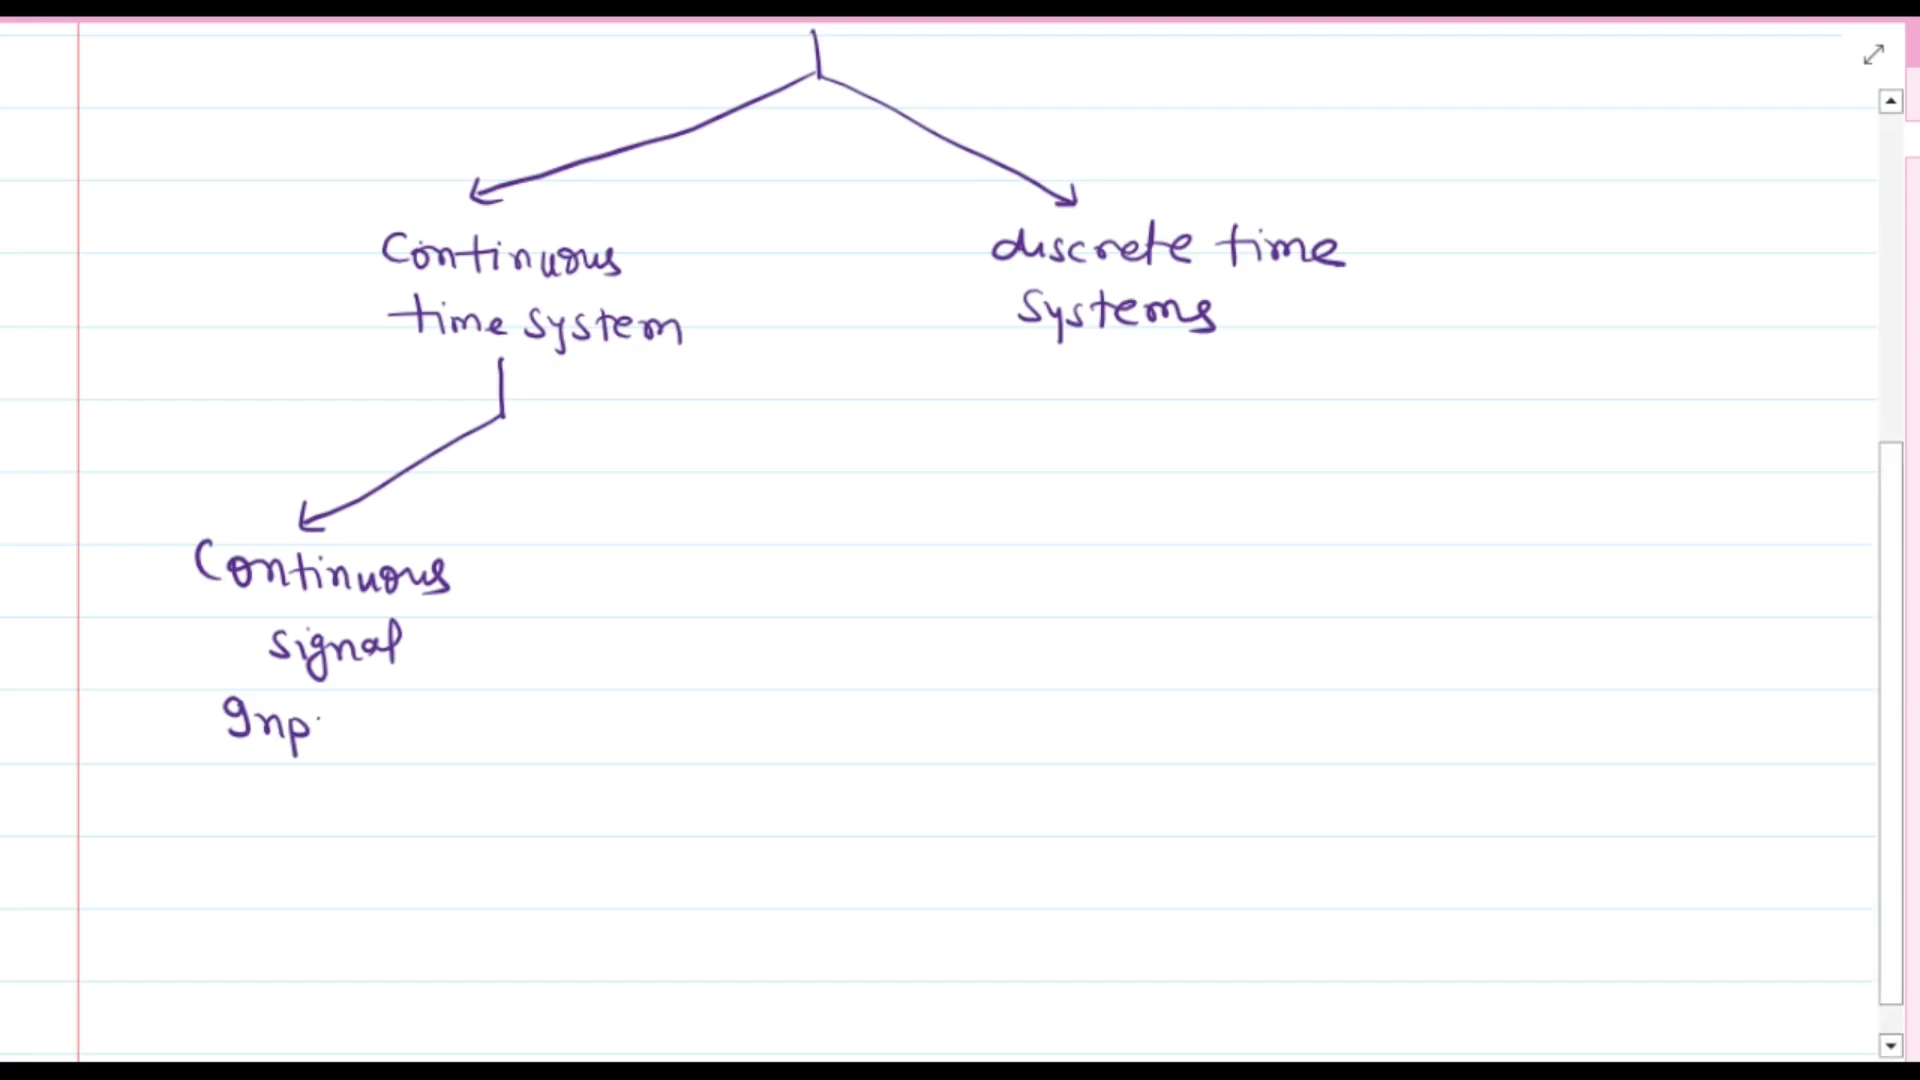 Continuous
time system
discrete time
Systems
Continuous
signal
Inp